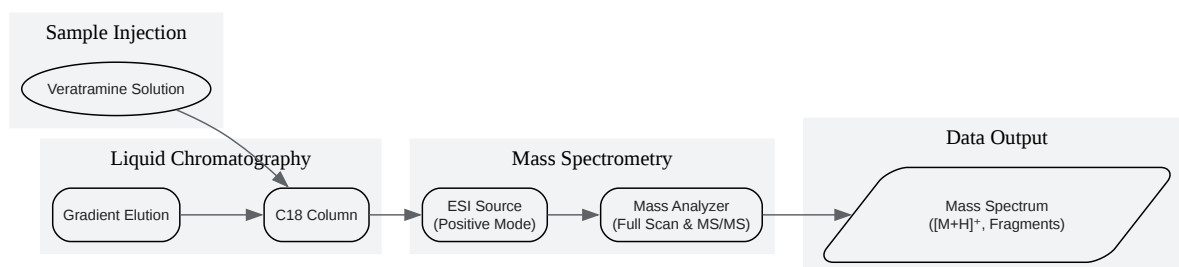 Sample Injection
Veratramine Solution
Liquid Chromatography
Gradient Elution
C18 Column
Mass Spectrometry
ESI Source
(Positive Mode)
Mass Analyzer
(Full Scan & MS/MS)
Data Output
Mass Spectrum
([M+H]⁺, Fragments)